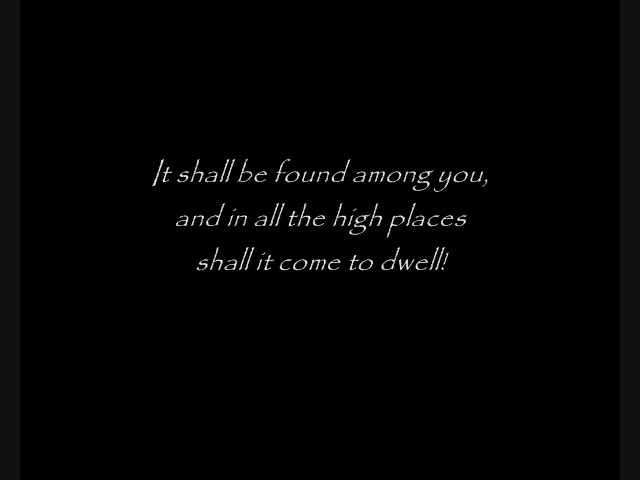 It shall be found among you,
and in all the high places
shall it come to dwell!